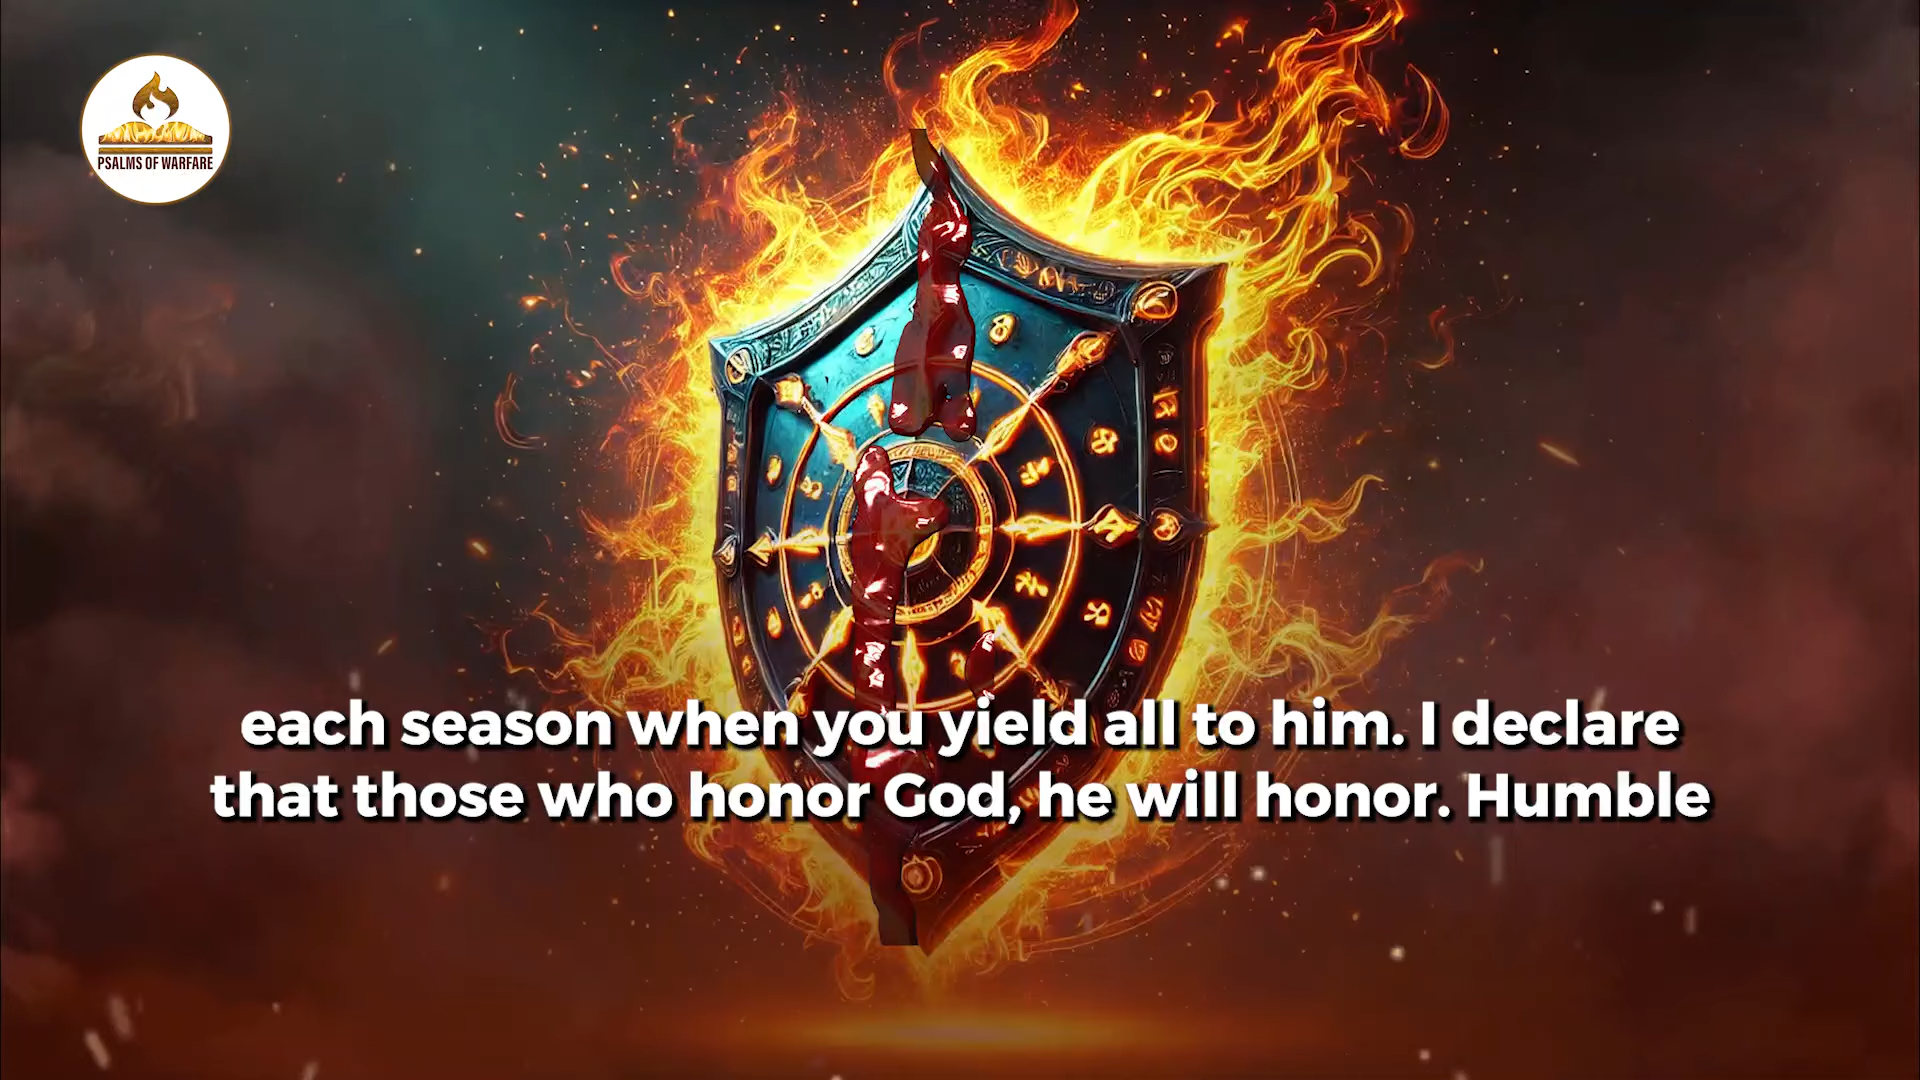 PSALMS OF WARFARE
each season when you yield all to him. I declare
that those who honor God, he will honor. Humble